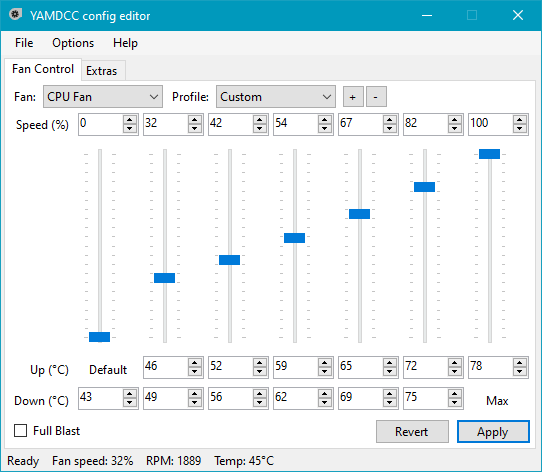 YAMDCC config editor
File Options Help
Fan Control Extras
Fan: CPU Fan Profile: Custom + -
Speed (%) 0 32 42 54 67 82 100
Up (°C) Default 46 52 59 65 72 78
Down (°C) 43 49 56 62 69 75 Max
Full Blast Revert Apply
Ready Fan speed: 32% RPM: 1889 Temp: 45°C